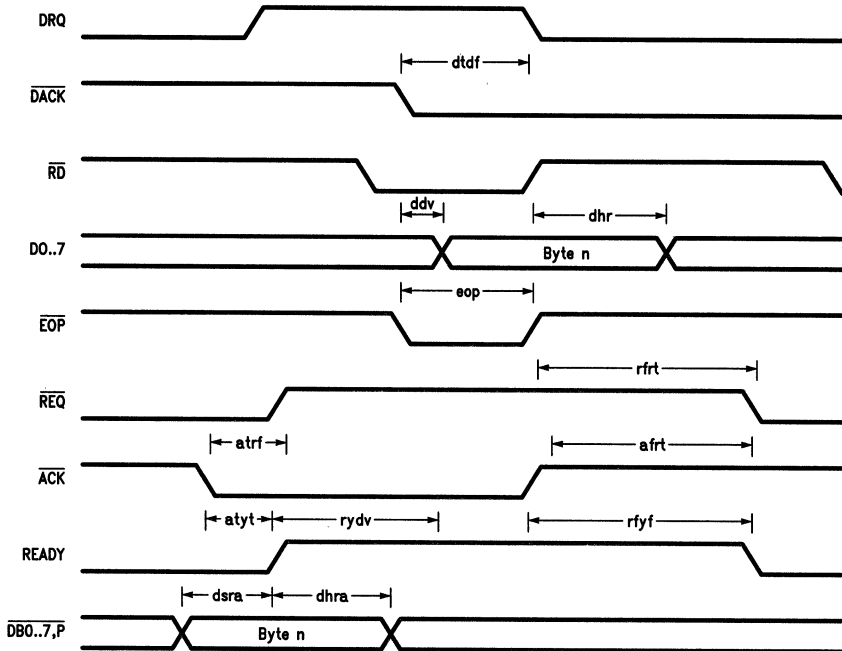 DRQ
dtdf
DACK
RD
ddv
dhr
DO..7
Byte n
eop
EOP
rfrt
REQ
atrf
afrt
ACK
atyt
rydv
rfyf
READY
dsra
dhra
DB0..7,P
Byte n